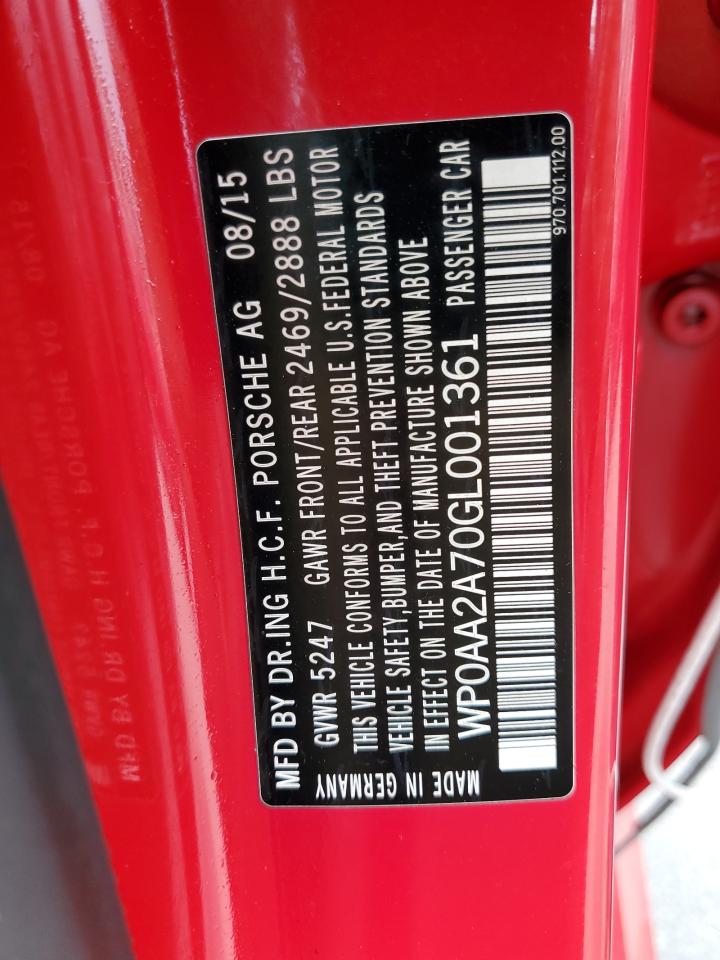 MFD BY DR.ING H.C.F. PORSCHE AG 08/15
GVWR 5247 GAWR FRONT/REAR 2469/2888 LBS
THIS VEHICLE CONFORMS TO ALL APPLICABLE U.S.FEDERAL MOTOR
VEHICLE SAFETY,BUMPER,AND THEFT PREVENTION STANDARDS
IN EFFECT ON THE DATE OF MANUFACTURE SHOWN ABOVE
WP0AA2A70GL001361 PASSENGER CAR
MADE IN GERMANY
970.701.112.00